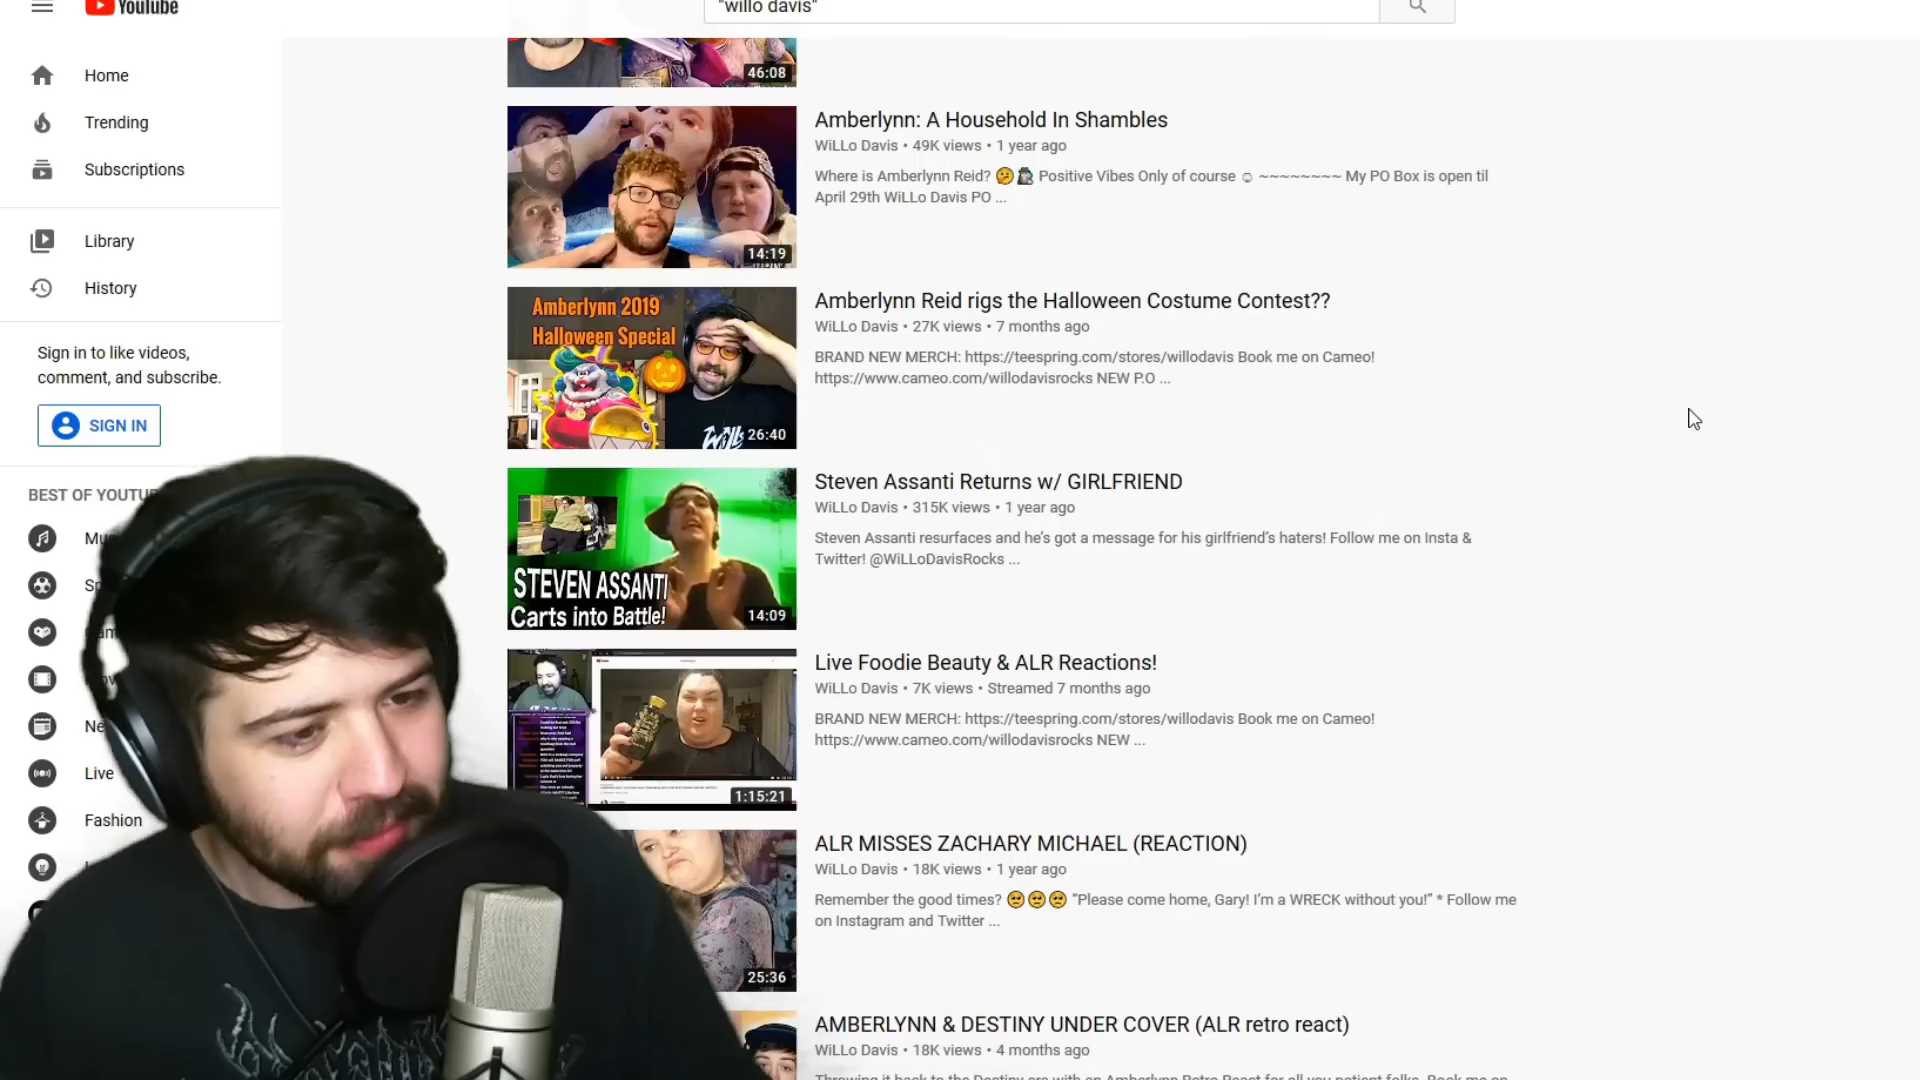 YouTube
"willo davis"
Home
Trending
Subscriptions
Library
History
Sign in to like videos,
comment, and subscribe.
SIGN IN
BEST OF YOUTU
Mu
Sp
Ne
Live
Fashion
46:08
14:19
Amberlynn: A Household In Shambles
WiLLo Davis • 49K views • 1 year ago
Where is Amberlynn Reid? 🤔 🕵 Positive Vibes Only of course ☺ ~~~~~~~~ My PO Box is open til
April 29th WiLLo Davis PO ...
Amberlynn 2019
Halloween Special
26:40
Amberlynn Reid rigs the Halloween Costume Contest??
WiLLo Davis • 27K views • 7 months ago
BRAND NEW MERCH: https://teespring.com/stores/willodavis Book me on Cameo!
https://www.cameo.com/willodavisrocks NEW P.O ...
STEVEN ASSANTI
Carts into Battle!
14:09
Steven Assanti Returns w/ GIRLFRIEND
WiLLo Davis • 315K views • 1 year ago
Steven Assanti resurfaces and he's got a message for his girlfriend's haters! Follow me on Insta &
Twitter! @WiLLoDavisRocks ...
1:15:21
Live Foodie Beauty & ALR Reactions!
WiLLo Davis • 7K views • Streamed 7 months ago
BRAND NEW MERCH: https://teespring.com/stores/willodavis Book me on Cameo!
https://www.cameo.com/willodavisrocks NEW ...
25:36
ALR MISSES ZACHARY MICHAEL (REACTION)
WiLLo Davis • 18K views • 1 year ago
Remember the good times? 🥺🥺🥺 "Please come home, Gary! I'm a WRECK without you!" * Follow me
on Instagram and Twitter ...
AMBERLYNN & DESTINY UNDER COVER (ALR retro react)
WiLLo Davis • 18K views • 4 months ago